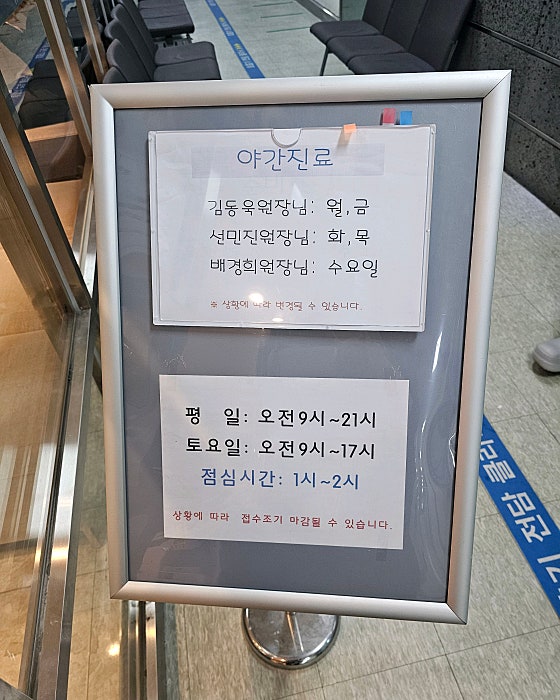 야간진료
김동욱원장님: 월,금
선민진원장님: 화,목
배경희원장님: 수요일
※ 상황에 따라 변경될 수 있습니다.
평 일: 오전9시~21시
토요일: 오전9시~17시
점심시간: 1시~2시
상황에 따라 접수조기 마감될 수 있습니다.
전담 클리